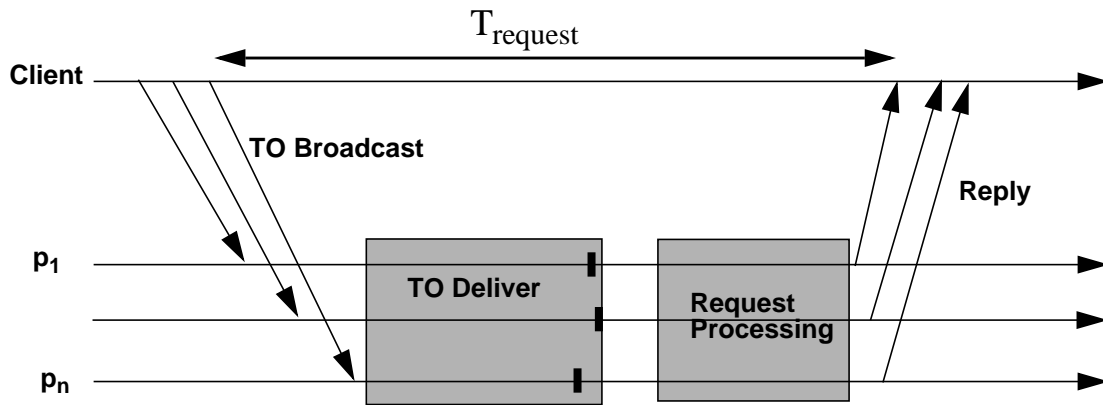 T_request
Client
TO Broadcast
Reply
p_1
TO Deliver
Request
Processing
p_n